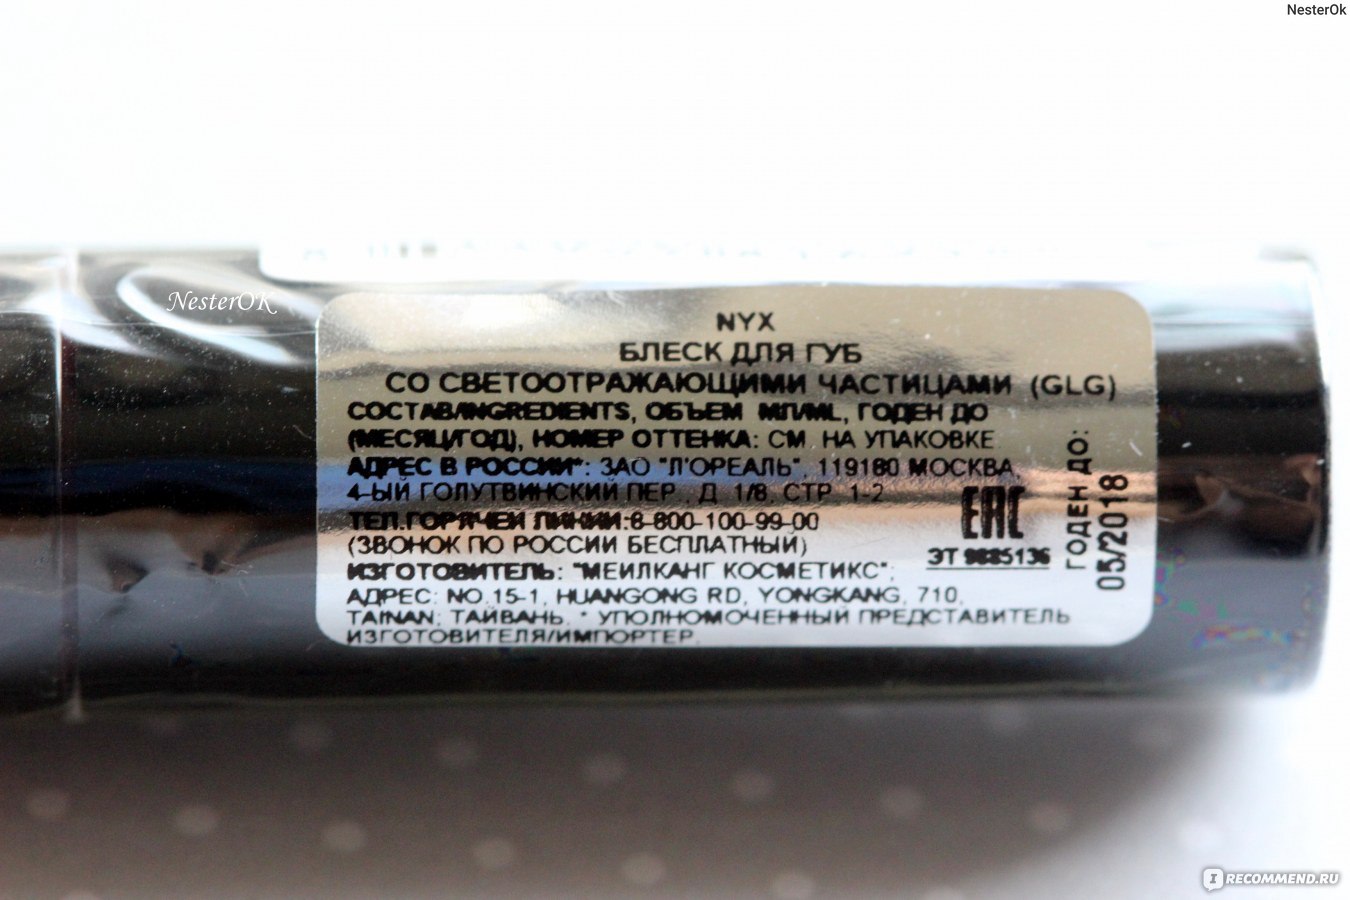 NesterOk
NesterOK
NYX
БЛЕСК ДЛЯ ГУБ
СО СВЕТООТРАЖАЮЩИМИ ЧАСТИЦАМИ (GLG)
СОСТАВ/INGREDIENTS, ОБЪЕМ МЛ/ML, ГОДЕН ДО
(МЕСЯЦ/ГОД), НОМЕР ОТТЕНКА: СМ. НА УПАКОВКЕ
АДРЕС В РОССИИ*: ЗАО "Л'ОРЕАЛЬ", 119180 МОСКВА,
4-ЫЙ ГОЛУТВИНСКИЙ ПЕР., Д. 1/8, СТР. 1-2
ТЕЛ.ГОРЯЧЕЙ ЛИНИИ:8-800-100-99-00
(ЗВОНОК ПО РОССИИ БЕСПЛАТНЫЙ)
ИЗГОТОВИТЕЛЬ: "МЕИЛКАНГ КОСМЕТИКС";
АДРЕС: NO.15-1, HUANGONG RD, YONGKANG, 710,
TAINAN; ТАЙВАНЬ. * УПОЛНОМОЧЕННЫЙ ПРЕДСТАВИТЕЛЬ
ИЗГОТОВИТЕЛЯ/ИМПОРТЕР.
ЕАС
ЭТ 9885136
ГОДЕН ДО:
05/2018
IRECOMMEND.RU